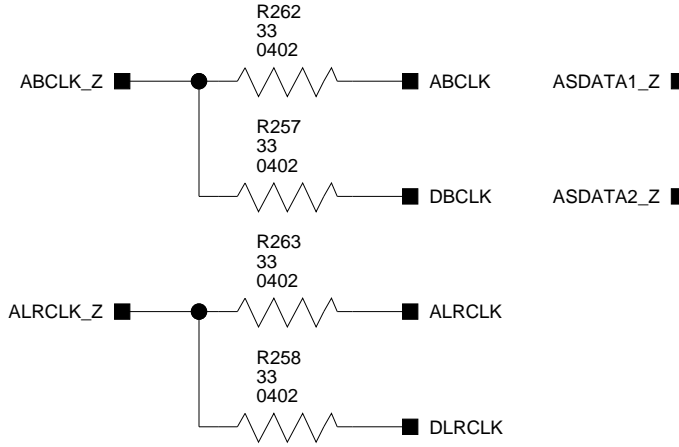 R262
33
0402
ABCLK_Z
ABCLK
ASDATA1_Z
R257
33
0402
DBCLK
ASDATA2_Z
R263
33
0402
ALRCLK_Z
ALRCLK
R258
33
0402
DLRCLK